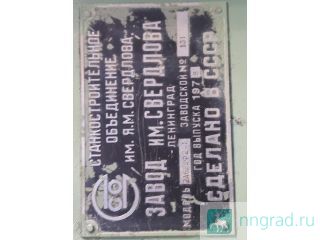 СТАНКОСТРОИТЕЛЬНОЕ
ОБЪЕДИНЕНИЕ
ИМ. Я.М. СВЕРДЛОВА
ЗАВОД ИМ. СВЕРДЛОВА
ЛЕНИНГРАД
МОДЕЛЬ ЗАВОДСКОЙ №
ГОД ВЫПУСКА 197
СДЕЛАНО В СССР
nngrad.ru